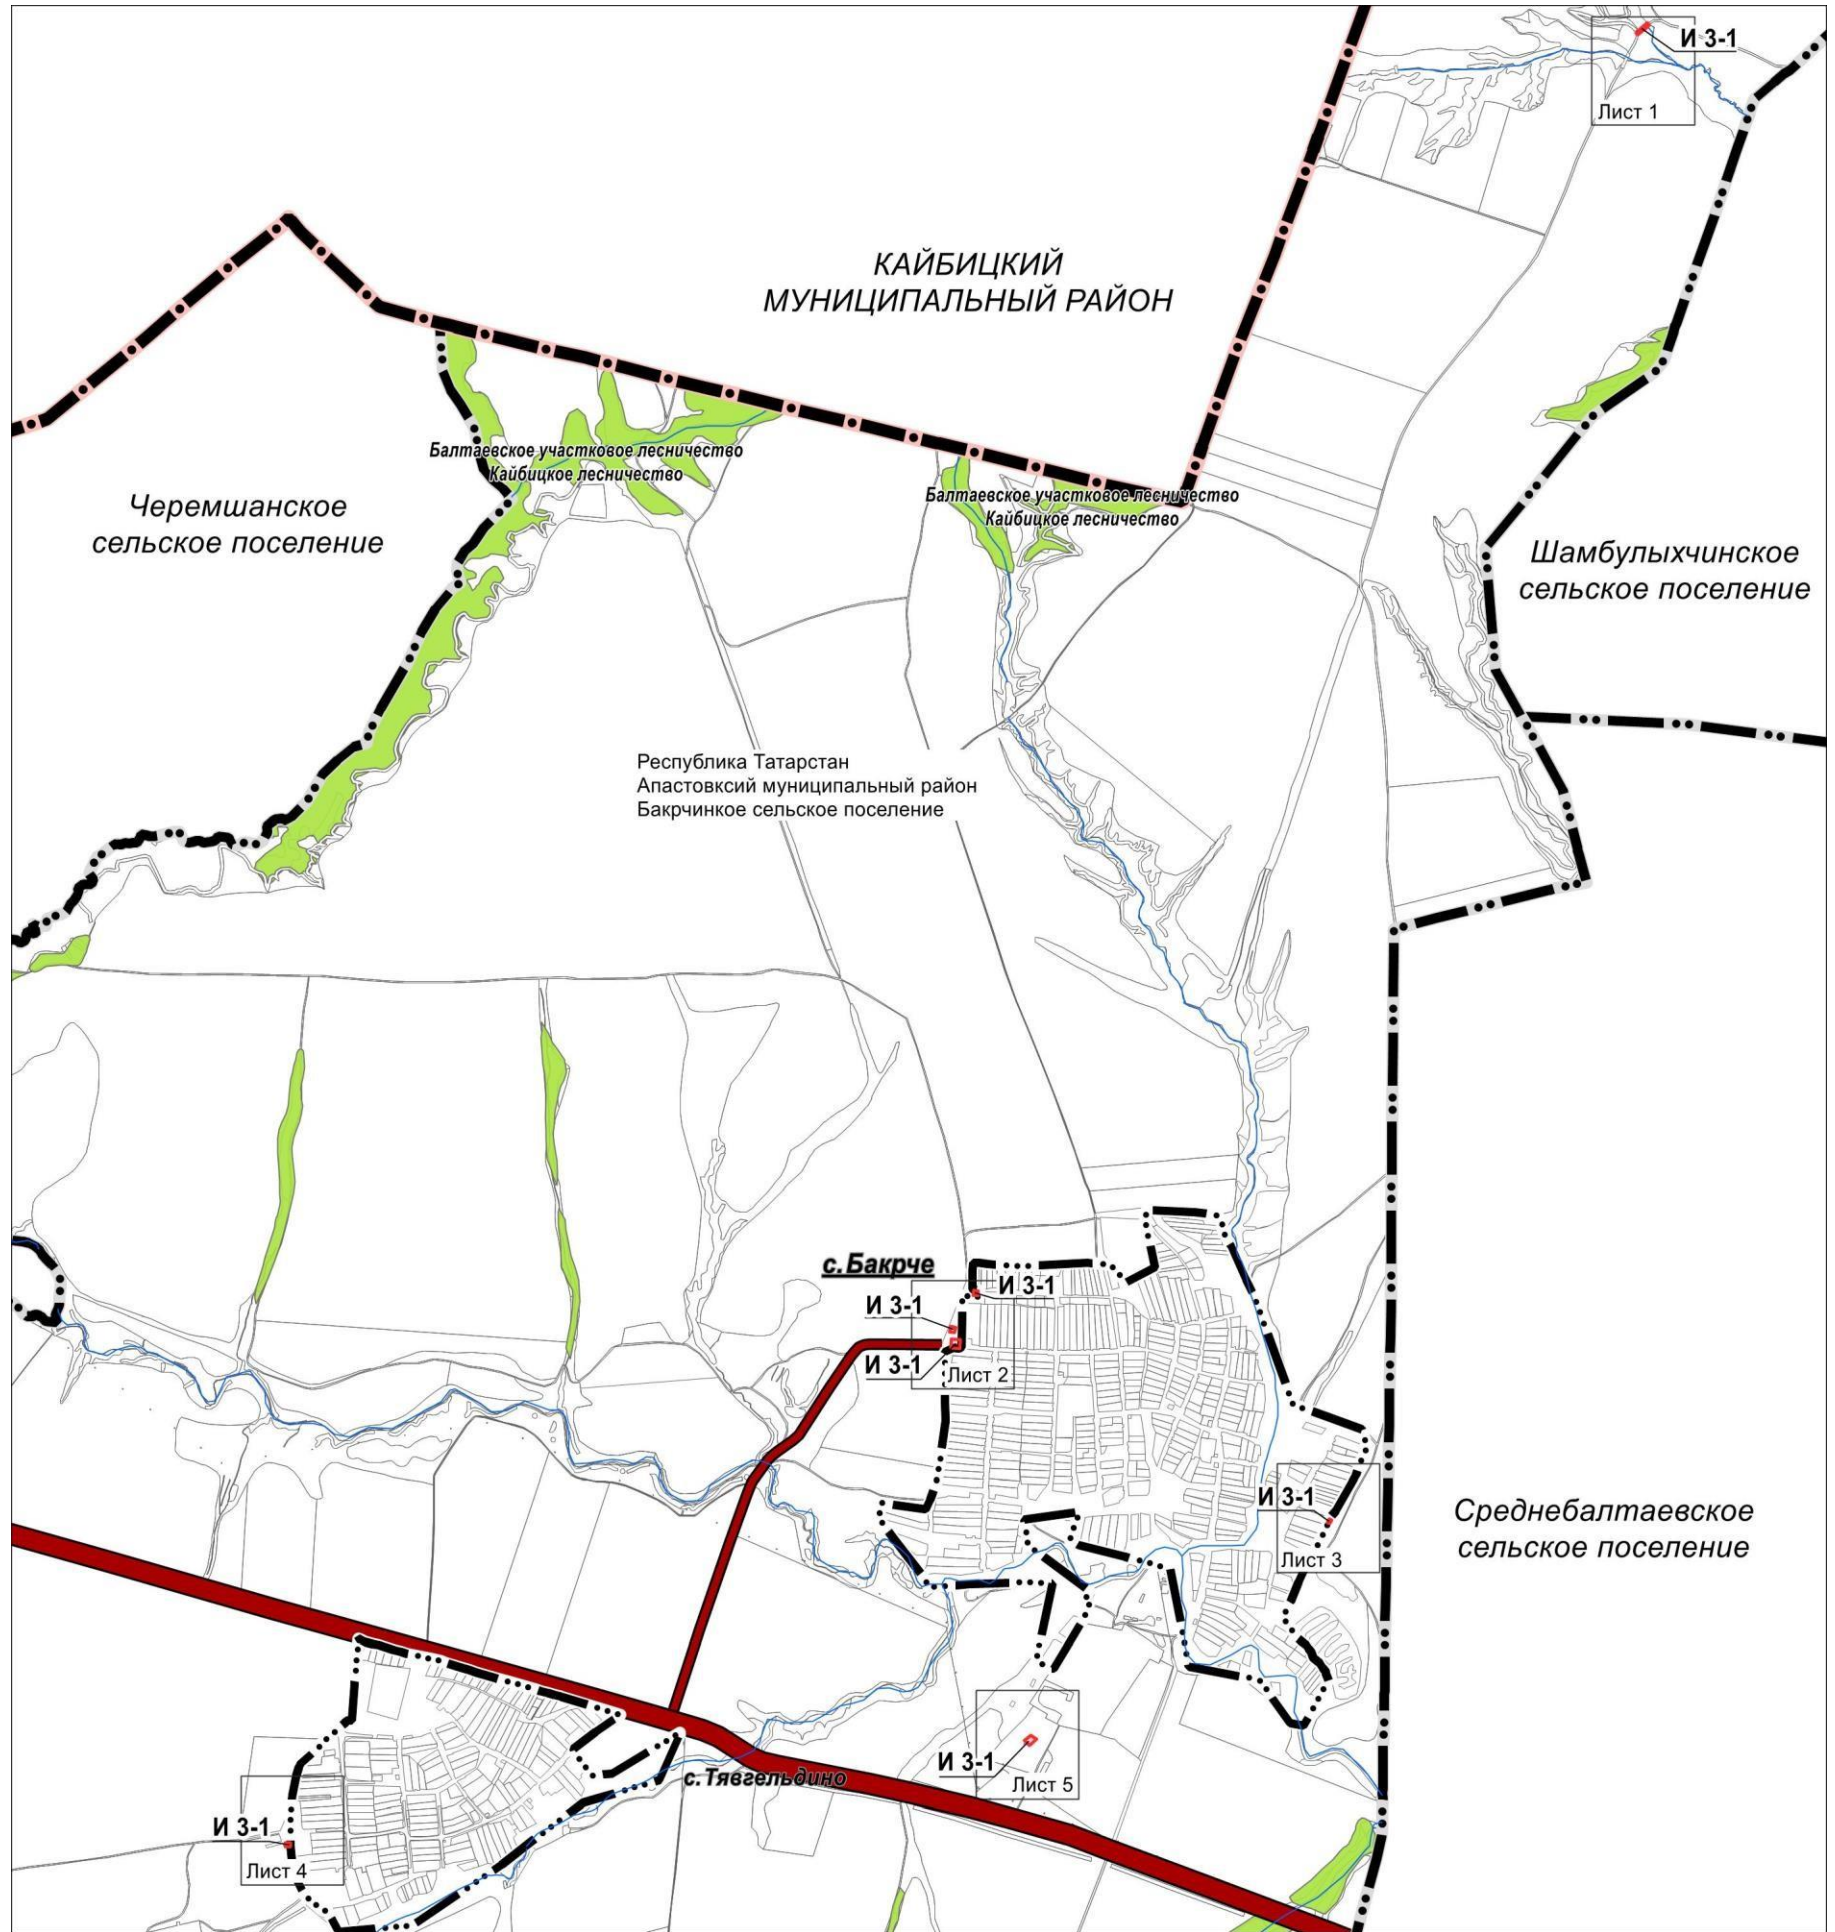 И 3-1
Лист 1
КАЙБИЦКИЙ
МУНИЦИПАЛЬНЫЙ РАЙОН
Балтаевское участковое лесничество
Кайбицкое лесничество
Балтаевское участковое лесничество
Кайбицкое лесничество
Черемшанское
сельское поселение
Шамбулыхчинское
сельское поселение
Республика Татарстан
Апастовксий муниципальный район
Бакрчинкое сельское поселение
с. Бакрче
И 3-1
И 3-1
И 3-1
Лист 2
И 3-1
Лист 3
Среднебалтаевское
сельское поселение
И 3-1
Лист 5
с. Тявгельдино
И 3-1
Лист 4